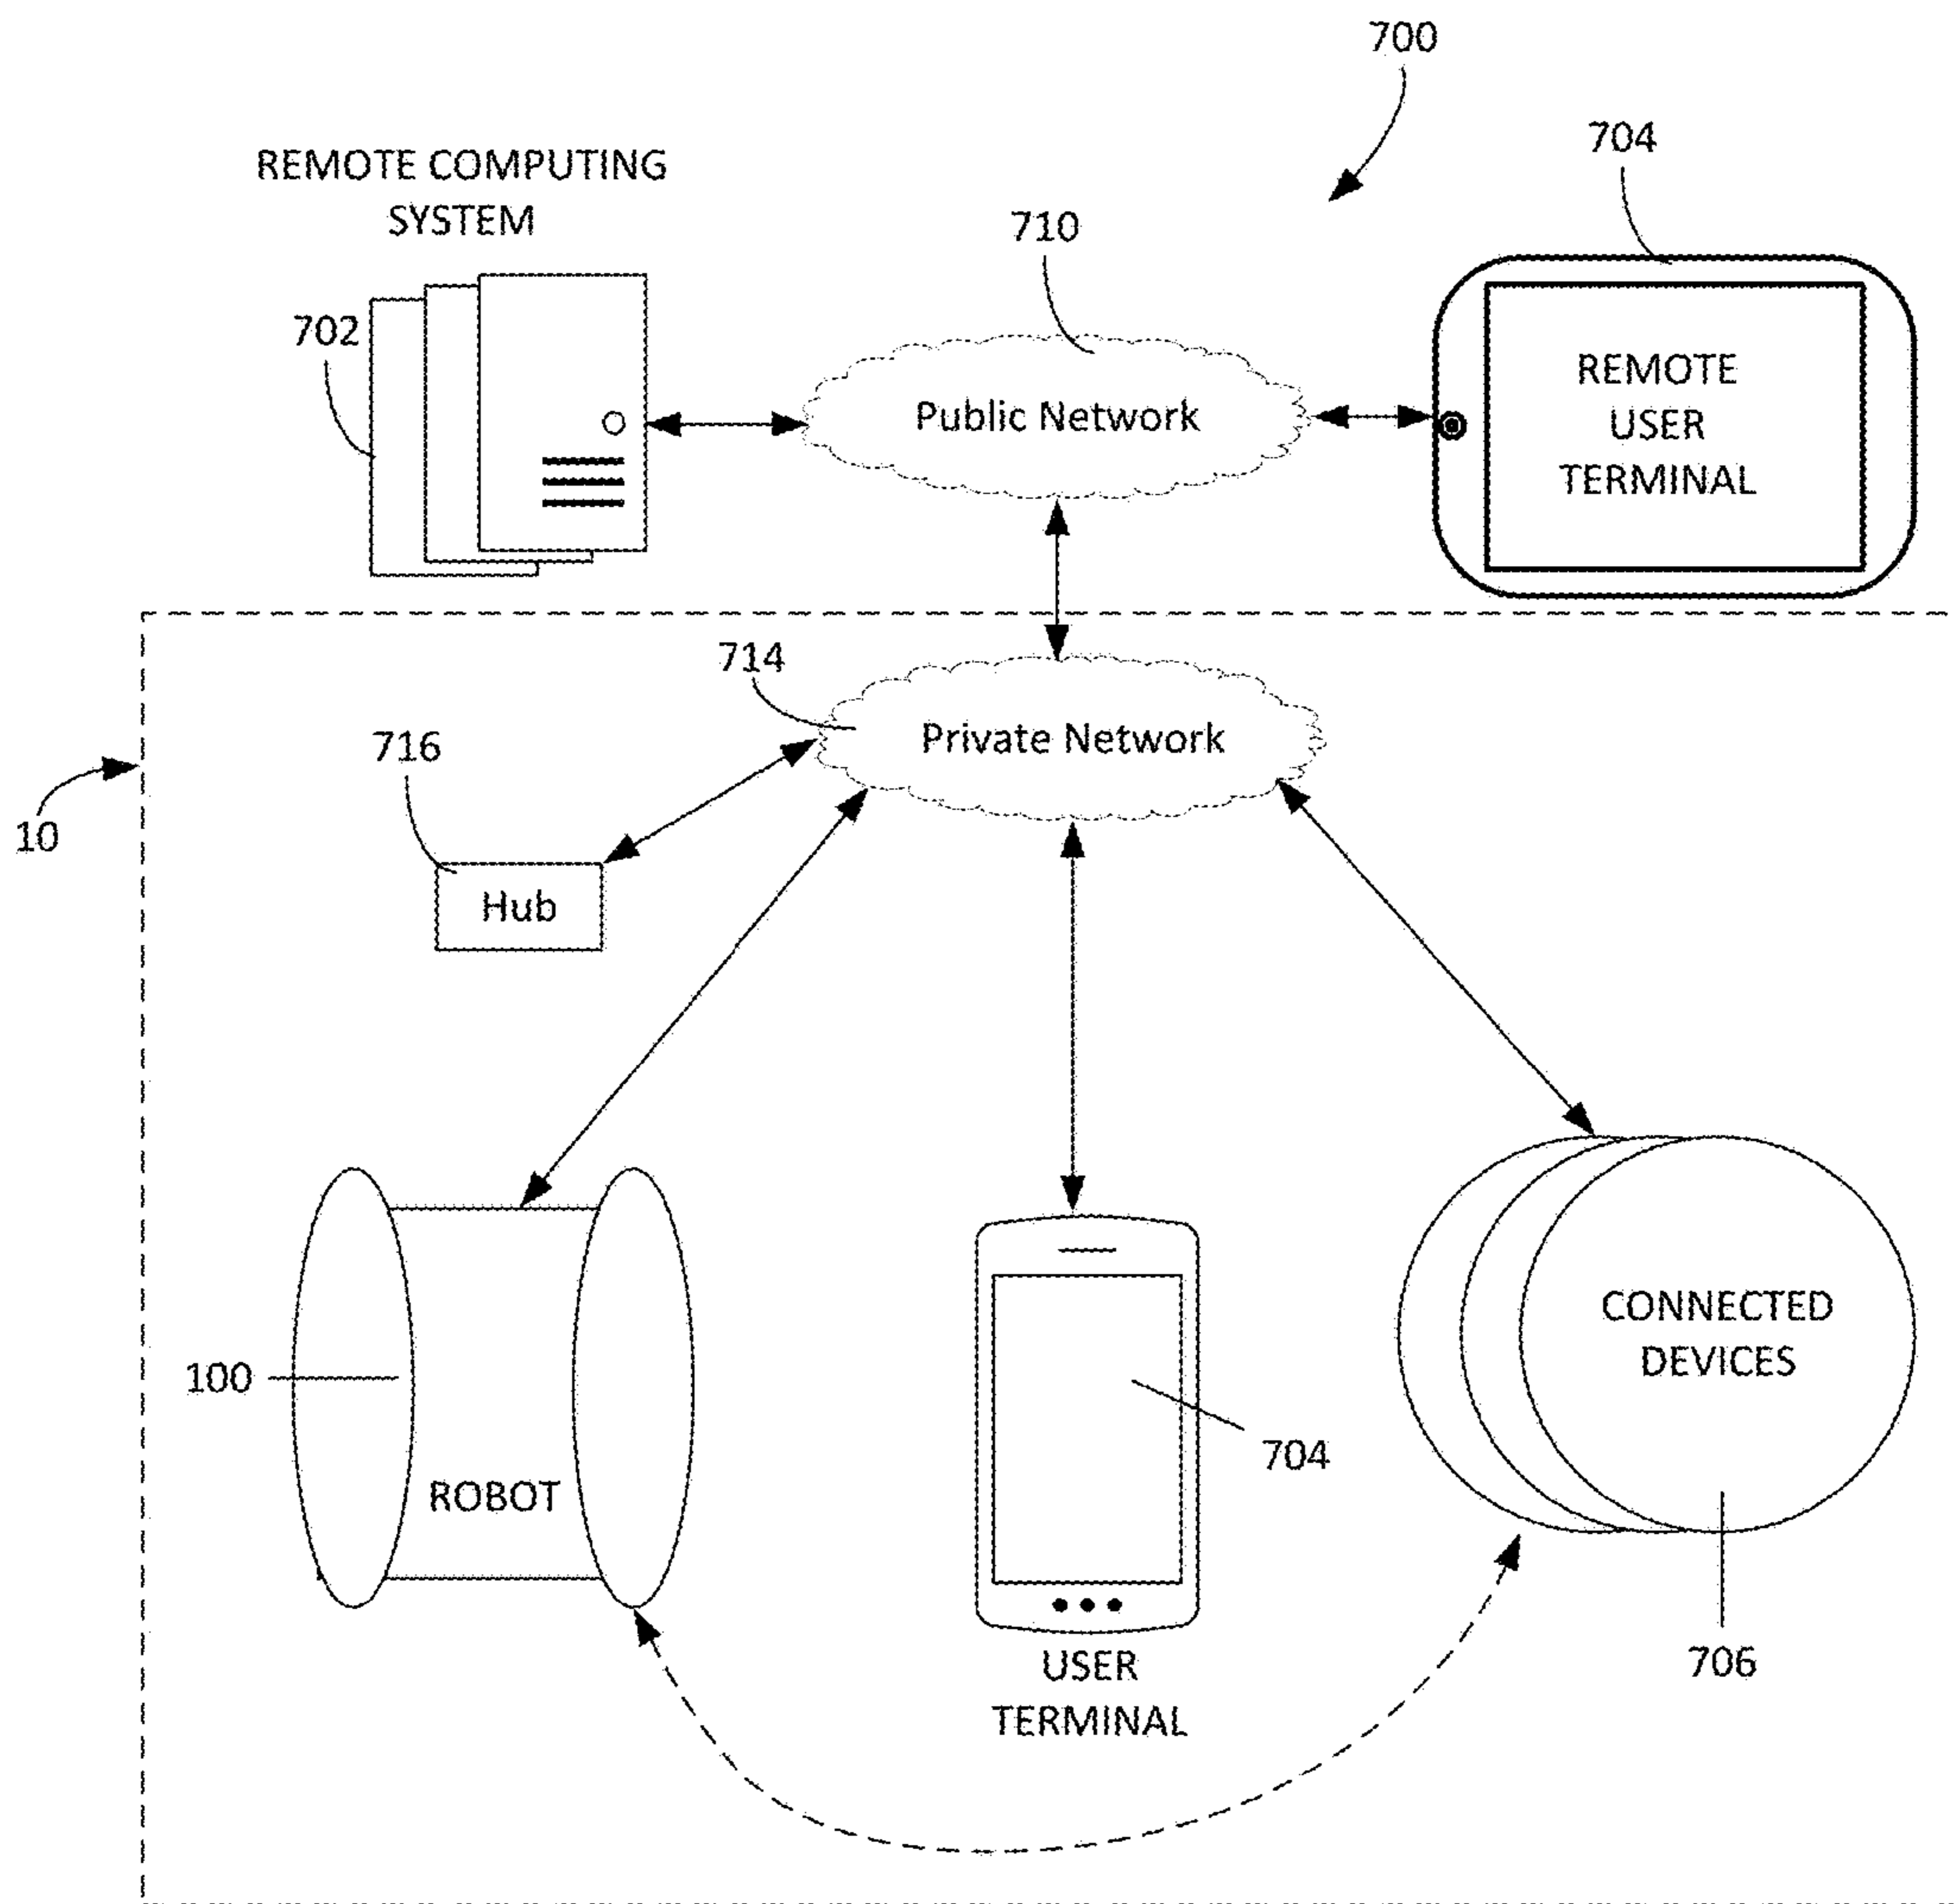 700
704
REMOTE COMPUTING
SYSTEM
710
702
Public Network
REMOTE
USER
TERMINAL
714
716
Private Network
10
Hub
100
ROBOT
CONNECTED
DEVICES
704
USER
TERMINAL
706